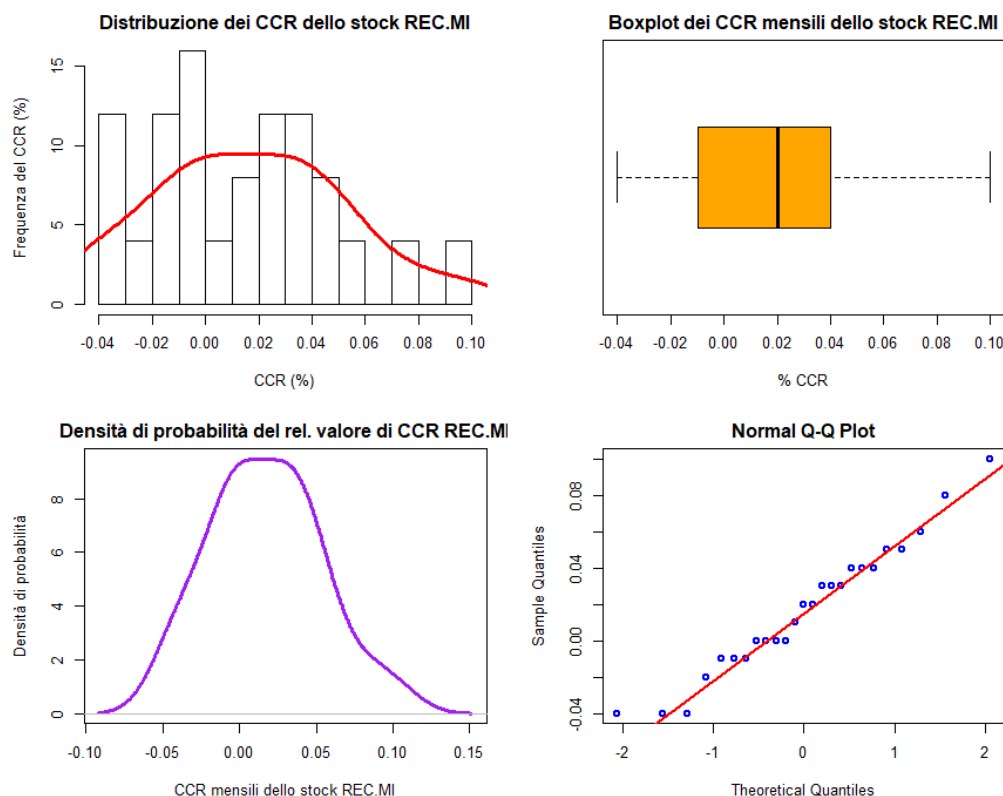 Distribuzione dei CCR dello stock REC.MI
Frequenza del CCR (%)
15
10
5
0
-0.04 -0.02 0.00 0.02 0.04 0.06 0.08 0.10
CCR (%)
Boxplot dei CCR mensili dello stock REC.MI
-0.04 -0.02 0.00 0.02 0.04 0.06 0.08 0.10
% CCR
Densità di probabilità del rel. valore di CCR REC.MI
Densità di probabilità
8
6
4
2
0
-0.10 -0.05 0.00 0.05 0.10 0.15
CCR mensili dello stock REC.MI
Normal Q-Q Plot
Sample Quantiles
0.08
0.04
0.00
-0.04
-2 -1 0 1 2
Theoretical Quantiles